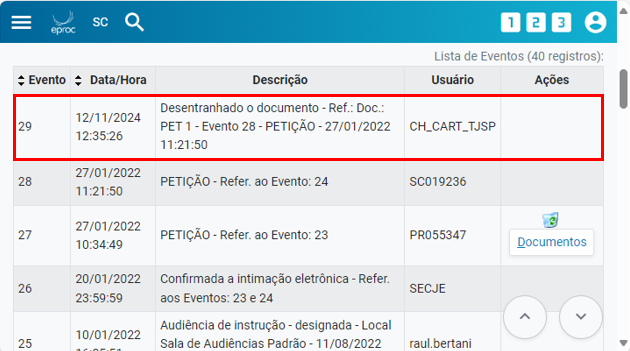 eproc
SC
1 2 3
Lista de Eventos (40 registros):
Evento Data/Hora Descrição Usuário Ações
29
12/11/2024
12:35:26
Desentranhado o documento - Ref.: Doc.:
PET 1 - Evento 28 - PETIÇÃO - 27/01/2022
11:21:50
CH_CART_TJSP
28
27/01/2022
11:21:50
PETIÇÃO - Refer. ao Evento: 24
SC019236
27
27/01/2022
10:34:49
PETIÇÃO - Refer. ao Evento: 23
PR055347
Documentos
26
20/01/2022
23:59:59
Confirmada a intimação eletrônica - Refer.
aos Eventos: 23 e 24
SECJE
25
10/01/2022
Audiência de instrução - designada - Local
Sala de Audiências Padrão - 11/08/2022
raul.bertani